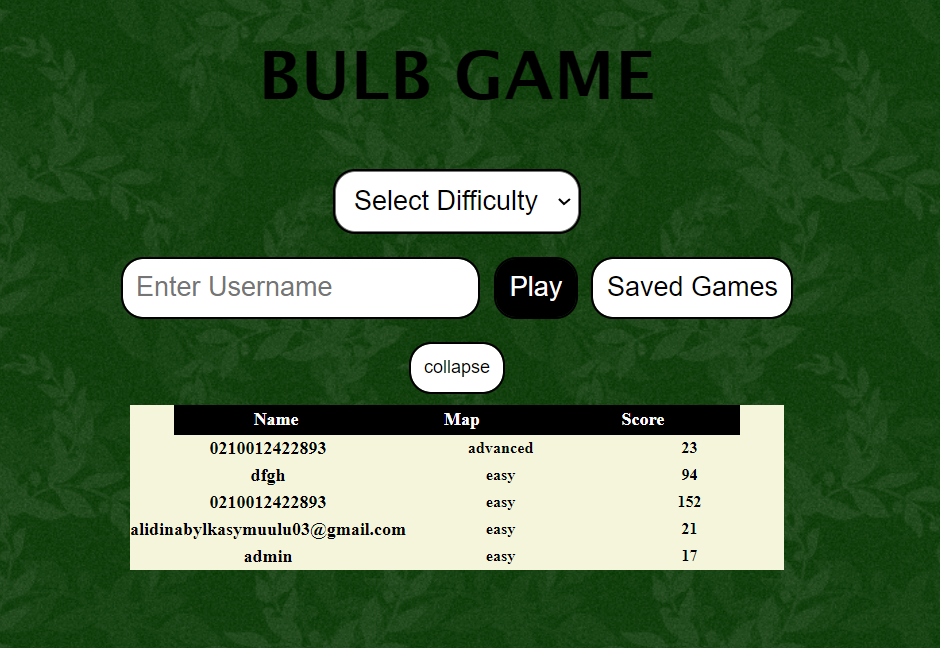 BULB GAME
Select Difficulty
Enter Username Play Saved Games
collapse
Name Map Score
0210012422893 advanced 23
dfgh easy 94
0210012422893 easy 152
alidinabylkasymuulu03@gmail.com easy 21
admin easy 17